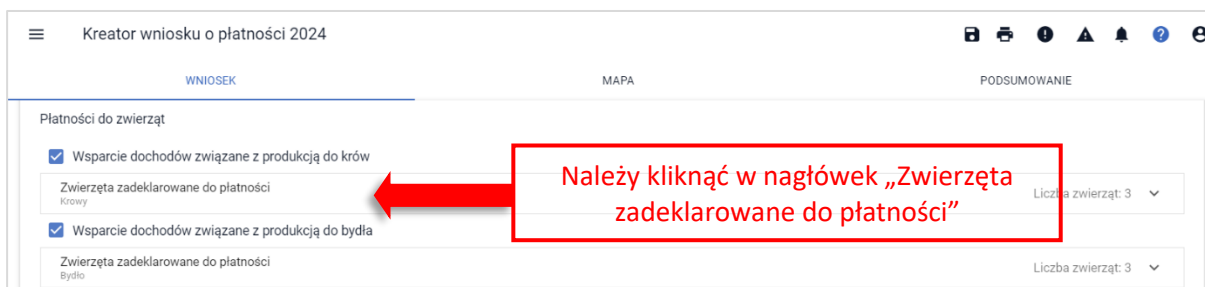 Kreator wniosku o płatności 2024
WNIOSEK MAPA PODSUMOWANIE
Płatności do zwierząt
Wsparcie dochodów związane z produkcją do krów
Zwierzęta zadeklarowane do płatności
Krowy
Należy kliknąć w nagłówek „Zwierzęta
zadeklarowane do płatności”
Liczba zwierząt: 3
Wsparcie dochodów związane z produkcją do bydła
Zwierzęta zadeklarowane do płatności
Bydło
Liczba zwierząt: 3